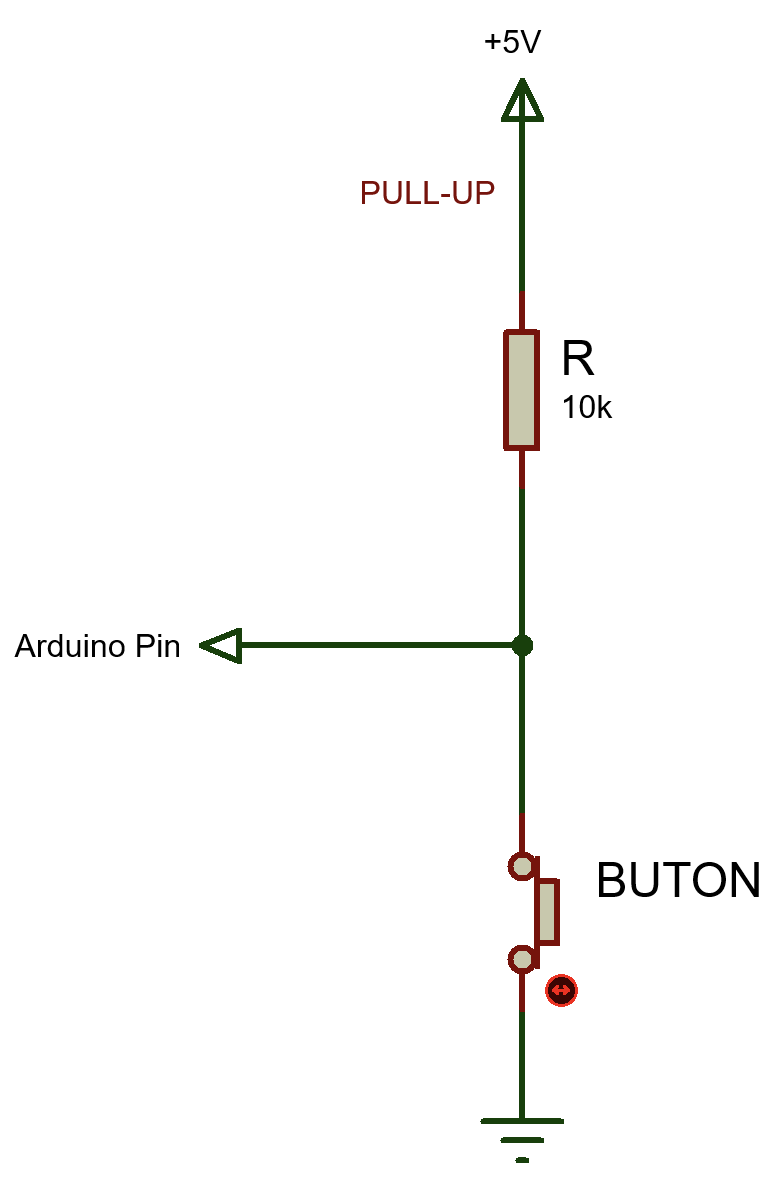 +5V
PULL-UP
R
10k
Arduino Pin
BUTON